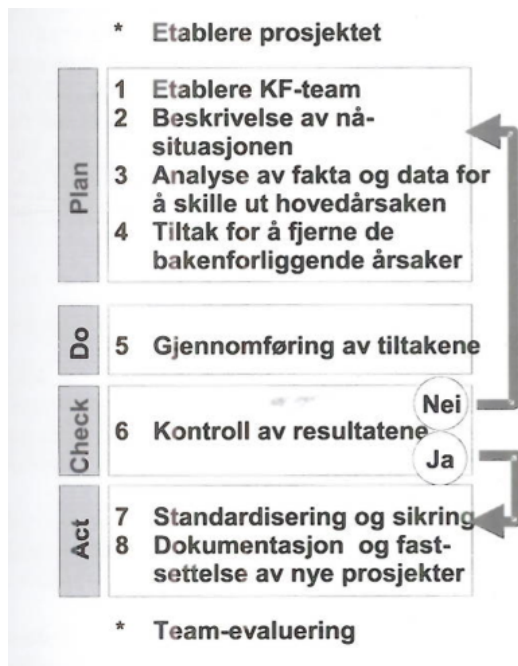 * Etablere prosjektet
Plan
1 Etablere KF-team
2 Beskrivelse av nå-
situasjonen
3 Analyse av fakta og data for
å skille ut hovedårsaken
4 Tiltak for å fjerne de
bakenforliggende årsaker
Do
5 Gjennomføring av tiltakene
Check
Nei
6 Kontroll av resultatene
Ja
Act
7 Standardisering og sikring
8 Dokumentasjon og fast-
settelse av nye prosjekter
* Team-evaluering